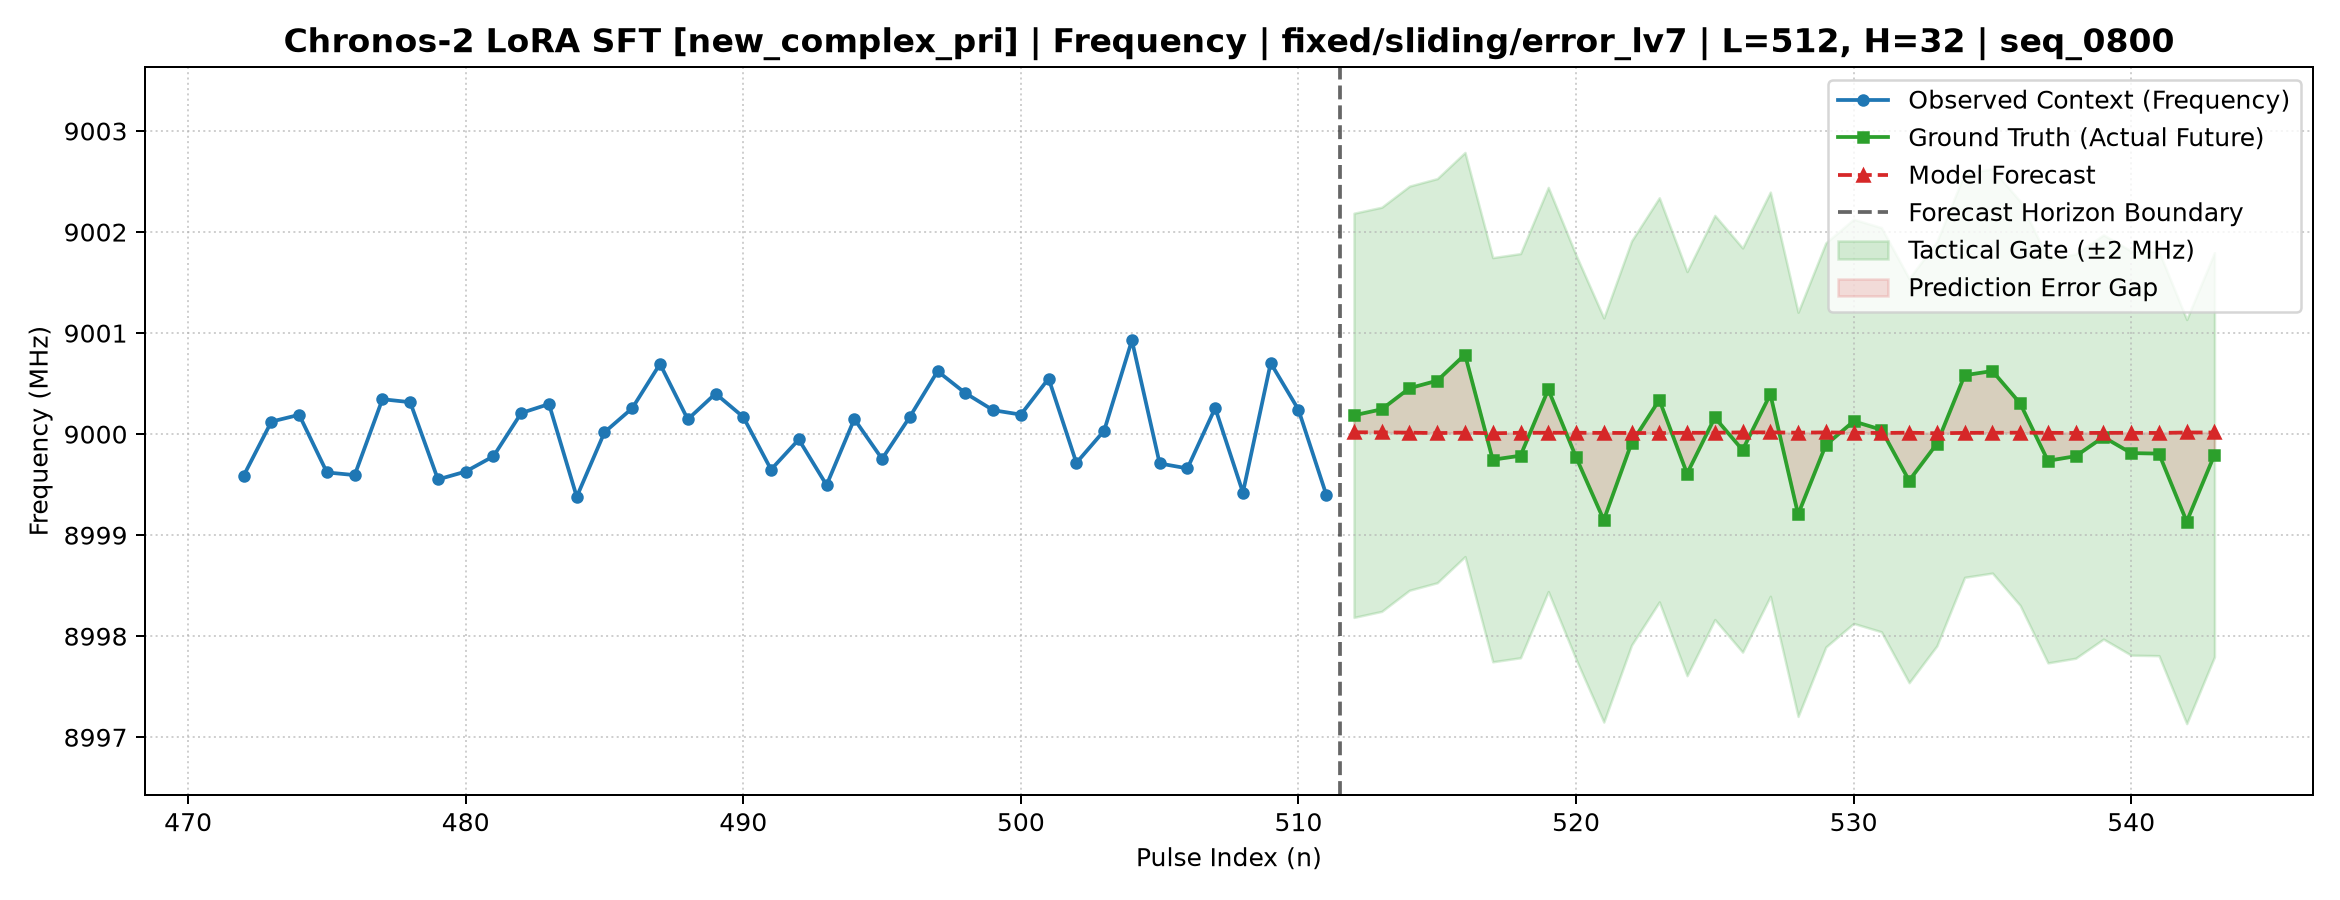 Chronos-2 LoRA SFT [new_complex_pri] | Frequency | fixed/sliding/error_lv7 | L=512, H=32 | seq_0800
Observed Context (Frequency)
Ground Truth (Actual Future)
Model Forecast
Forecast Horizon Boundary
Tactical Gate (±2 MHz)
Prediction Error Gap
Frequency (MHz)
9003
9002
9001
9000
8999
8998
8997
470 480 490 500 510 520 530 540
Pulse Index (n)